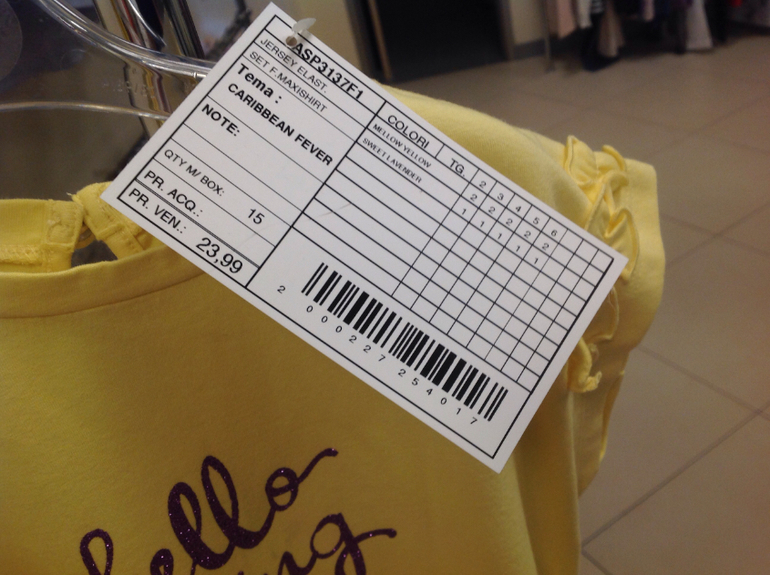 ASP3137F1
JERSEY ELAST.
SET F.MAXISHIRT
Tema :
CARIBBEAN FEVER
NOTE:
QTY M/ BOX: 15
PR. ACQ.:
PR. VEN.: 23,99
COLORI TG. 2 3 4 5 6
MELLOW YELLOW 2 2 2 2 2
SWEET LAVENDER 1 1 1 1 1
2 000227 254017
hello